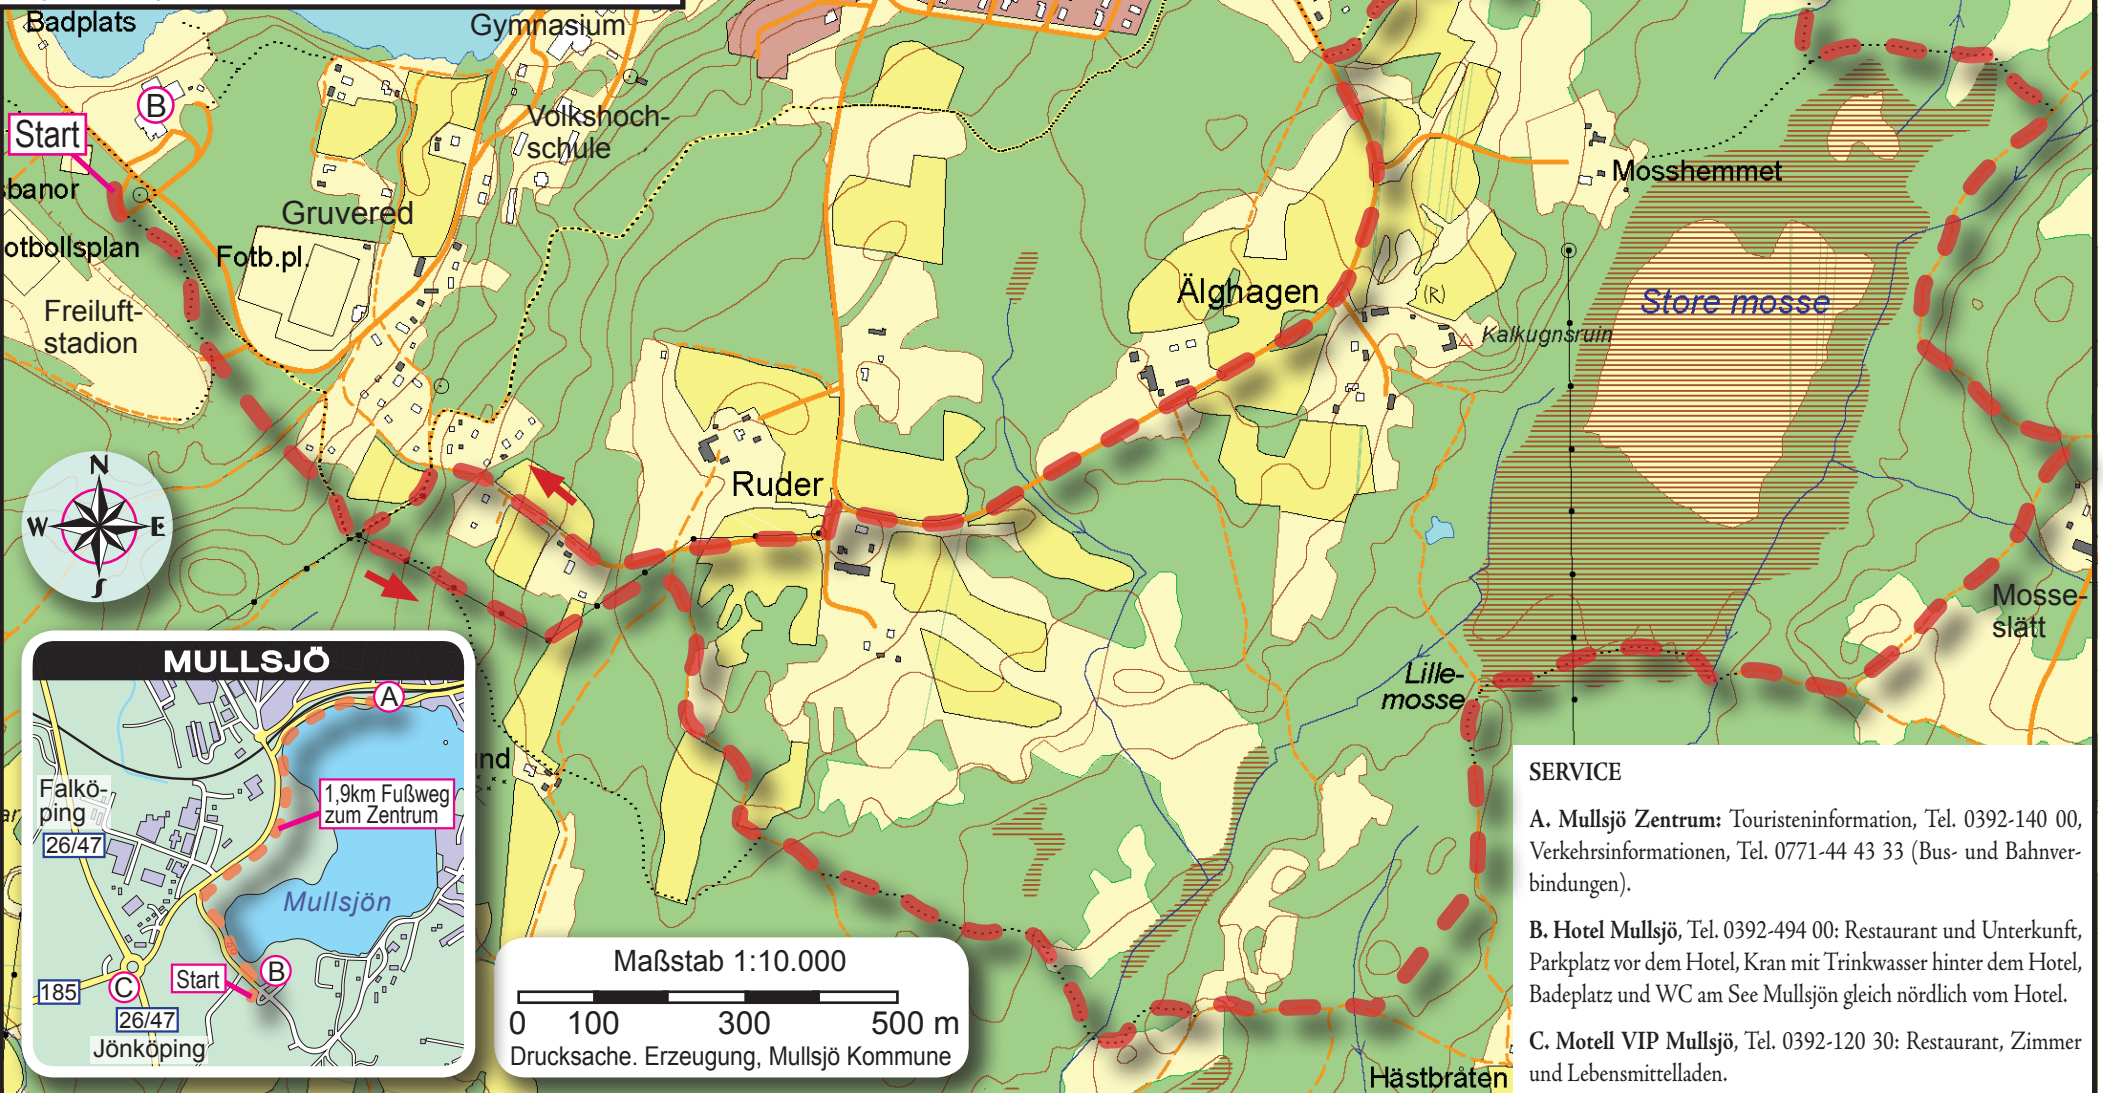 Badplats
Gymnasium
B
Start
Volkshoch-
schule
Mosshemmet
sbanor
Gruvered
otbollsplan
Fotb.pl.
Freiluft-
stadion
Älghagen
(R)
Store mosse
Kalkugnsruin
N
W
E
S
Ruder
Mosse-
slätt
Lille-
mosse
und
ar
Hästbråten
MULLSJÖ
A
Falkö-
ping
26/47
1,9km Fußweg
zum Zentrum
Mullsjön
Start
B
185
C
26/47
Jönköping
Maßstab 1:10.000
0 100 300 500 m
Drucksache. Erzeugung, Mullsjö Kommune
SERVICE
A. Mullsjö Zentrum: Touristeninformation, Tel. 0392-140 00,
Verkehrsinformationen, Tel. 0771-44 43 33 (Bus- und Bahnver-
bindungen).
B. Hotel Mullsjö, Tel. 0392-494 00: Restaurant und Unterkunft,
Parkplatz vor dem Hotel, Kran mit Trinkwasser hinter dem Hotel,
Badeplatz und WC am See Mullsjön gleich nördlich vom Hotel.
C. Motell VIP Mullsjö, Tel. 0392-120 30: Restaurant, Zimmer
und Lebensmittelladen.